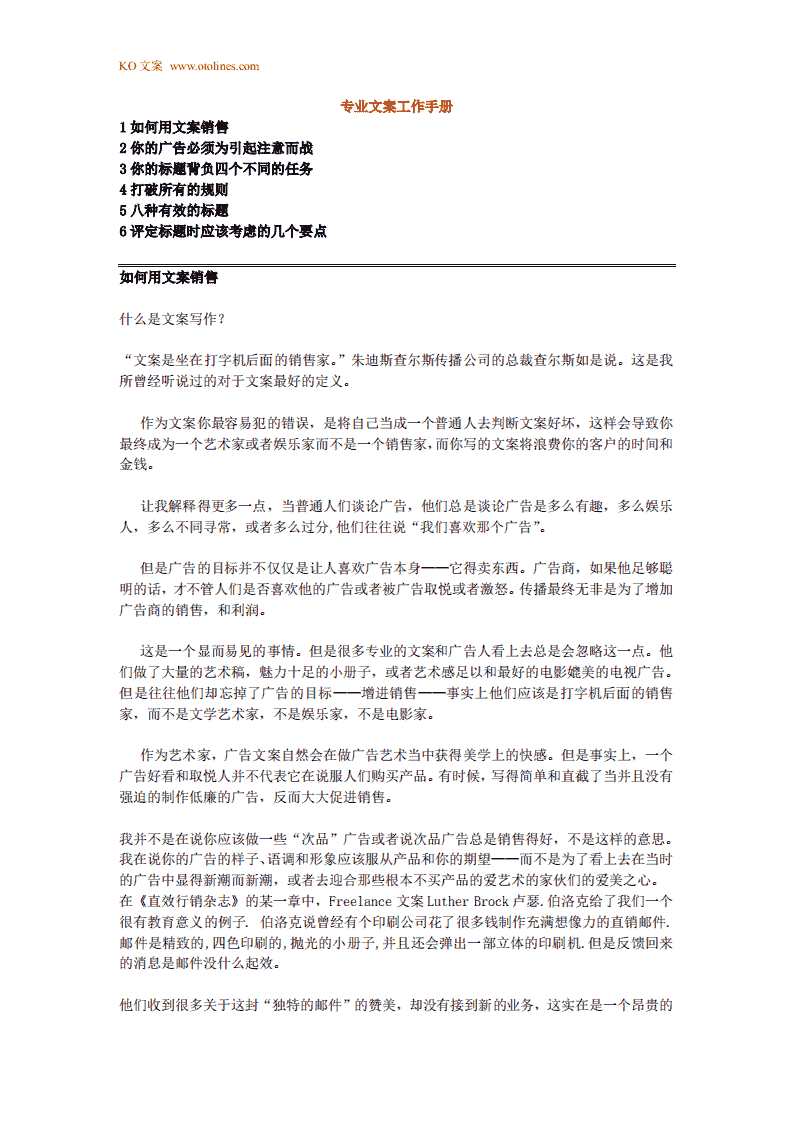 KO 文案 www.otolines.com
专业文案工作手册
1 如何用文案销售
2 你的广告必须为引起注意而战
3 你的标题背负四个不同的任务
4 打破所有的规则
5 八种有效的标题
6 评定标题时应该考虑的几个要点
如何用文案销售
什么是文案写作？
“文案是坐在打字机后面的销售家。”朱迪斯查尔斯传播公司的总裁查尔斯如是说。这是我
所曾经听说过的对于文案最好的定义。
作为文案你最容易犯的错误，是将自己当成一个普通人去判断文案好坏，这样会导致你
最终成为一个艺术家或者娱乐家而不是一个销售家，而你写的文案将浪费你的客户的时间和
金钱。
让我解释得更多一点，当普通人们谈论广告，他们总是谈论广告是多么有趣，多么娱乐
人，多么不同寻常，或者多么过分,他们往往说“我们喜欢那个广告”。
但是广告的目标并不仅仅是让人喜欢广告本身——它得卖东西。广告商，如果他足够聪
明的话，才不管人们是否喜欢他的广告或者被广告取悦或者激怒。传播最终无非是为了增加
广告商的销售，和利润。
这是一个显而易见的事情。但是很多专业的文案和广告人看上去总是会忽略这一点。他
们做了大量的艺术稿，魅力十足的小册子，或者艺术感足以和最好的电影媲美的电视广告。
但是往往他们却忘掉了广告的目标——增进销售——事实上他们应该是打字机后面的销售
家，而不是文学艺术家，不是娱乐家，不是电影家。
作为艺术家，广告文案自然会在做广告艺术当中获得美学上的快感。但是事实上，一个
广告好看和取悦人并不代表它在说服人们购买产品。有时候，写得简单和直截了当并且没有
强迫的制作低廉的广告，反而大大促进销售。
我并不是在说你应该做一些“次品”广告或者说次品广告总是销售得好，不是这样的意思。
我在说你的广告的样子、语调和形象应该服从产品和你的期望——而不是为了看上去在当时
的广告中显得新潮而新潮，或者去迎合那些根本不买产品的爱艺术的家伙们的爱美之心。
在《直效行销杂志》的某一章中，Freelance 文案 Luther Brock 卢瑟.伯洛克给了我们一个
很有教育意义的例子. 伯洛克说曾经有个印刷公司花了很多钱制作充满想像力的直销邮件.
邮件是精致的,四色印刷的,抛光的小册子,并且还会弹出一部立体的印刷机.但是反馈回来
的消息是邮件没什么起效。
他们收到很多关于这封“独特的邮件”的赞美，却没有接到新的业务，这实在是一个昂贵的